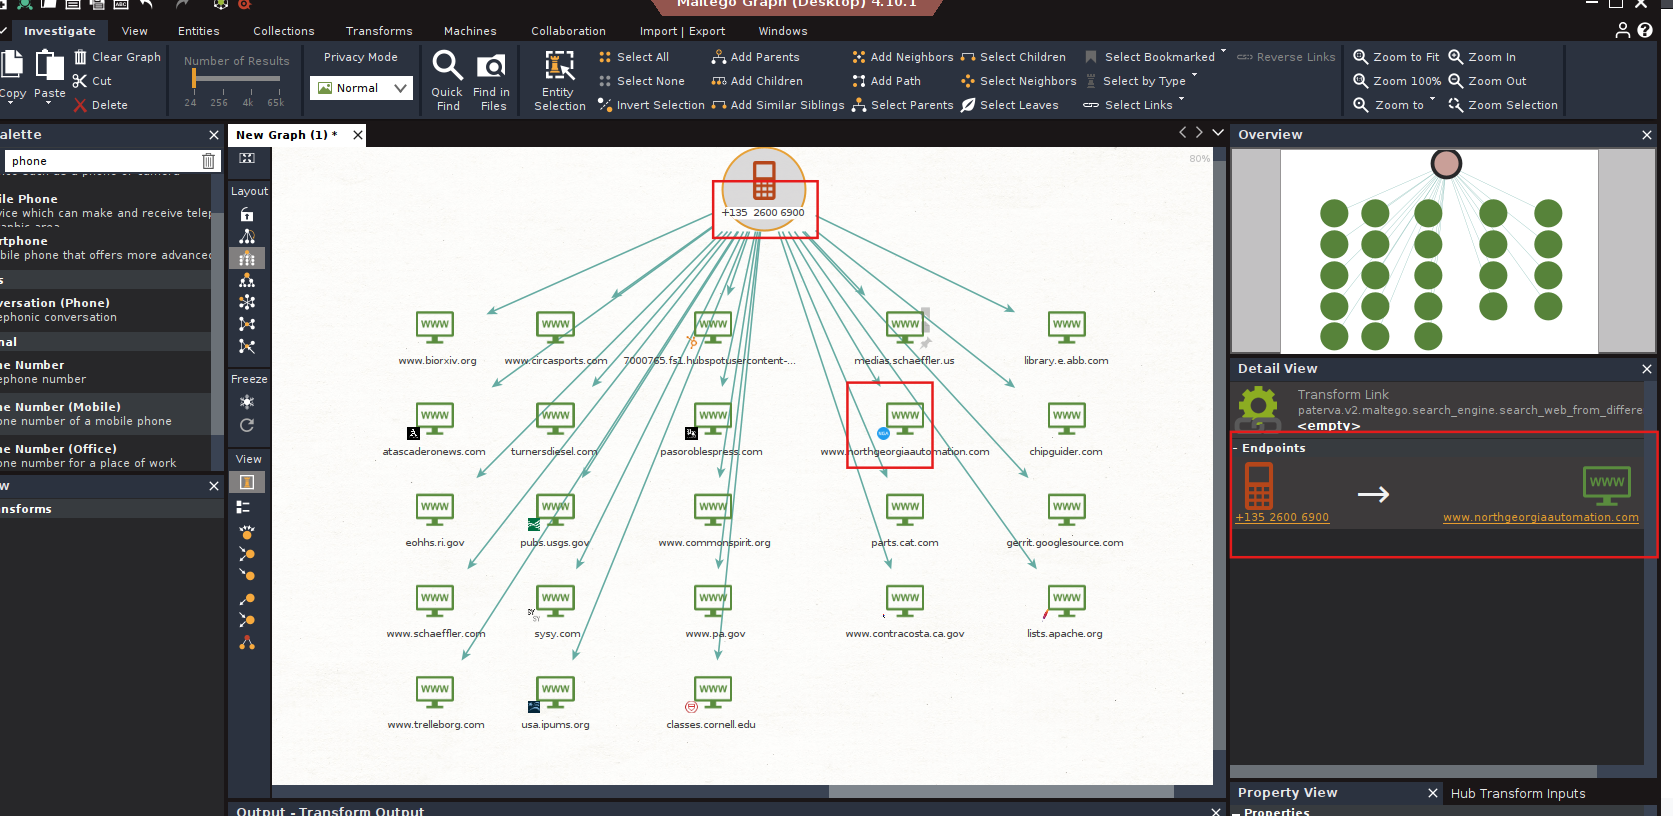 Maltego Graph (Desktop) 4.10.1
Investigate View Entities Collections Transforms Machines Collaboration Import | Export Windows
Copy
Paste
Clear Graph
Cut
Delete
Number of Results
24 256 4k 65k
Privacy Mode
Normal
Quick
Find
Find in
Files
Entity
Selection
Select All
Select None
Invert Selection
Add Parents
Add Children
Add Similar Siblings
Add Neighbors
Add Path
Select Parents
Select Children
Select Neighbors
Select Leaves
Select Bookmarked
Select by Type
Select Links
Reverse Links
Zoom to Fit
Zoom 100%
Zoom to
Zoom In
Zoom Out
Zoom Selection
alette
phone
ile Phone
vice which can make and receive telep
rtphone
bile phone that offers more advanced
s
versation (Phone)
ephonic conversation
nal
ne Number
ephone number
ne Number (Mobile)
one number of a mobile phone
ne Number (Office)
one number for a place of work
w
nsforms
New Graph (1) *
Layout
Freeze
View
80%
+135 2600 6900
www.biorxiv.org www.circasports.com 7000765.fs1.hubspotusercontent-... medias.schaeffler.us library.e.abb.com
atascaderonews.com turnersdiesel.com pasoroblespress.com www.northgeorgiaautomation.com chipguider.com
eohhs.ri.gov pubs.usgs.gov www.commonspirit.org parts.cat.com gerrit.googlesource.com
www.schaeffler.com sysy.com www.pa.gov www.contracosta.ca.gov lists.apache.org
www.trelleborg.com usa.ipums.org classes.cornell.edu
Output - Transform Output
Overview
Detail View
Transform Link
paterva.v2.maltego.search_engine.search_web_from_differe
<empty>
- Endpoints
WWW
+135 2600 6900 www.northgeorgiaautomation.com
Property View Hub Transform Inputs
Properties